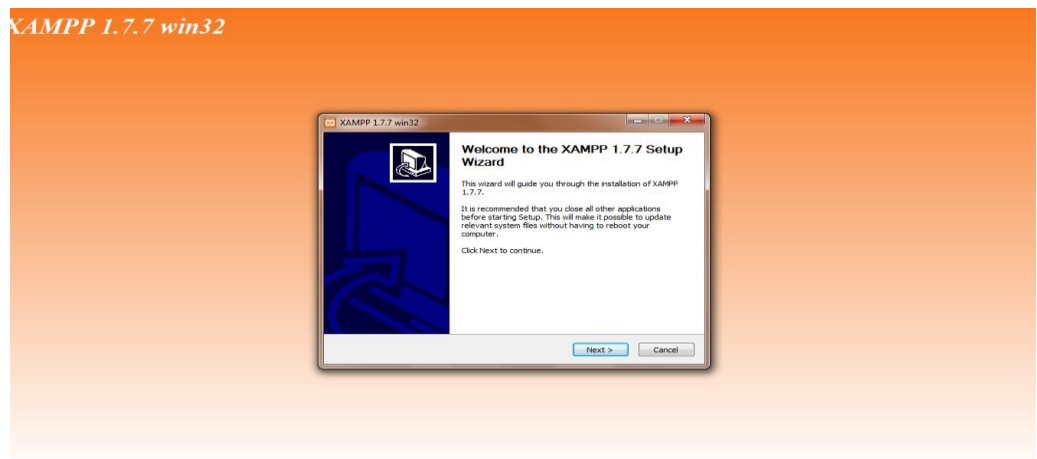 XAMPP 1.7.7 win32
XAMPP 1.7.7 win32
Welcome to the XAMPP 1.7.7 Setup
Wizard
This wizard will guide you through the installation of XAMPP
1.7.7.
It is recommended that you close all other applications
before starting Setup. This will make it possible to update
relevant system files without having to reboot your
computer.
Click Next to continue.
Next >
Cancel